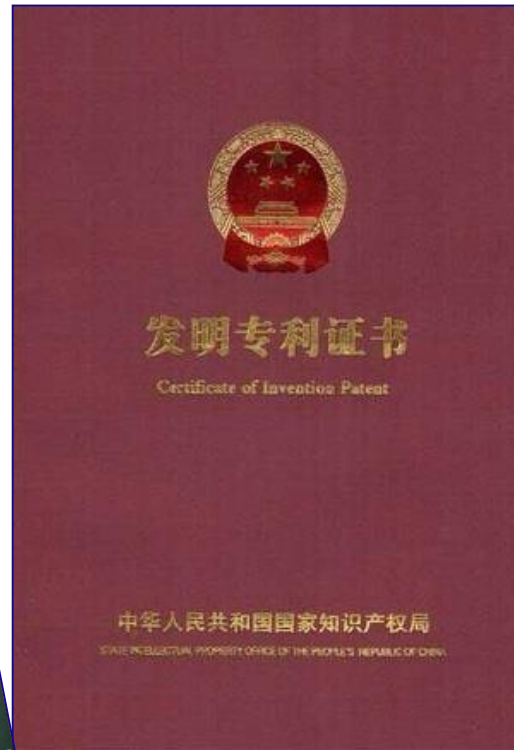 发明专利证书
Certificate of Invention Patent
中华人民共和国国家知识产权局
STATE INTELLECTUAL PROPERTY OFFICE OF THE PEOPLE'S REPUBLIC OF CHINA